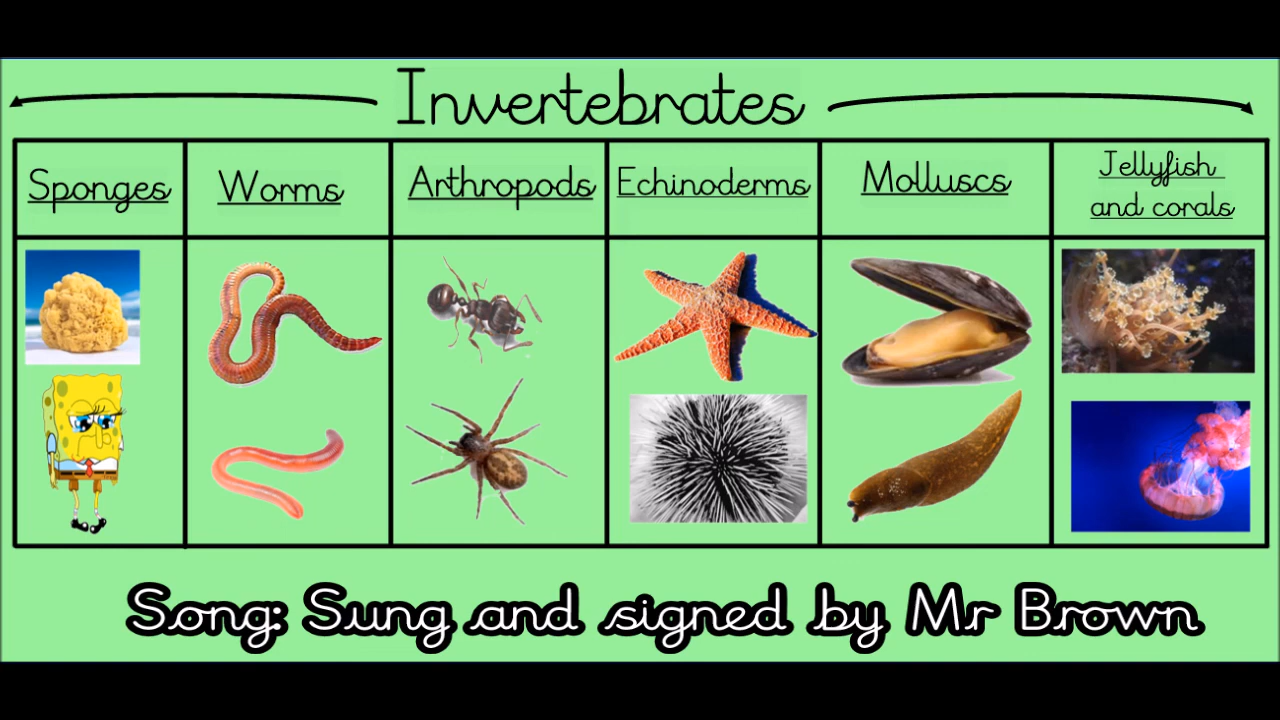 Invertebrates
Sponges
Worms
Arthropods
Echinoderms
Molluscs
Jellyfish
and corals
Song: Sung and signed by Mr Brown